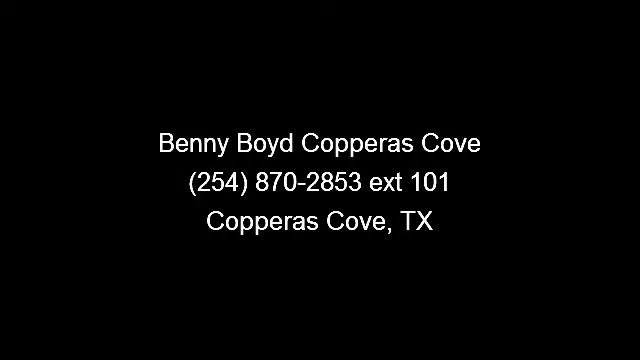 Benny Boyd Copperas Cove
(254) 870-2853 ext 101
Copperas Cove, TX